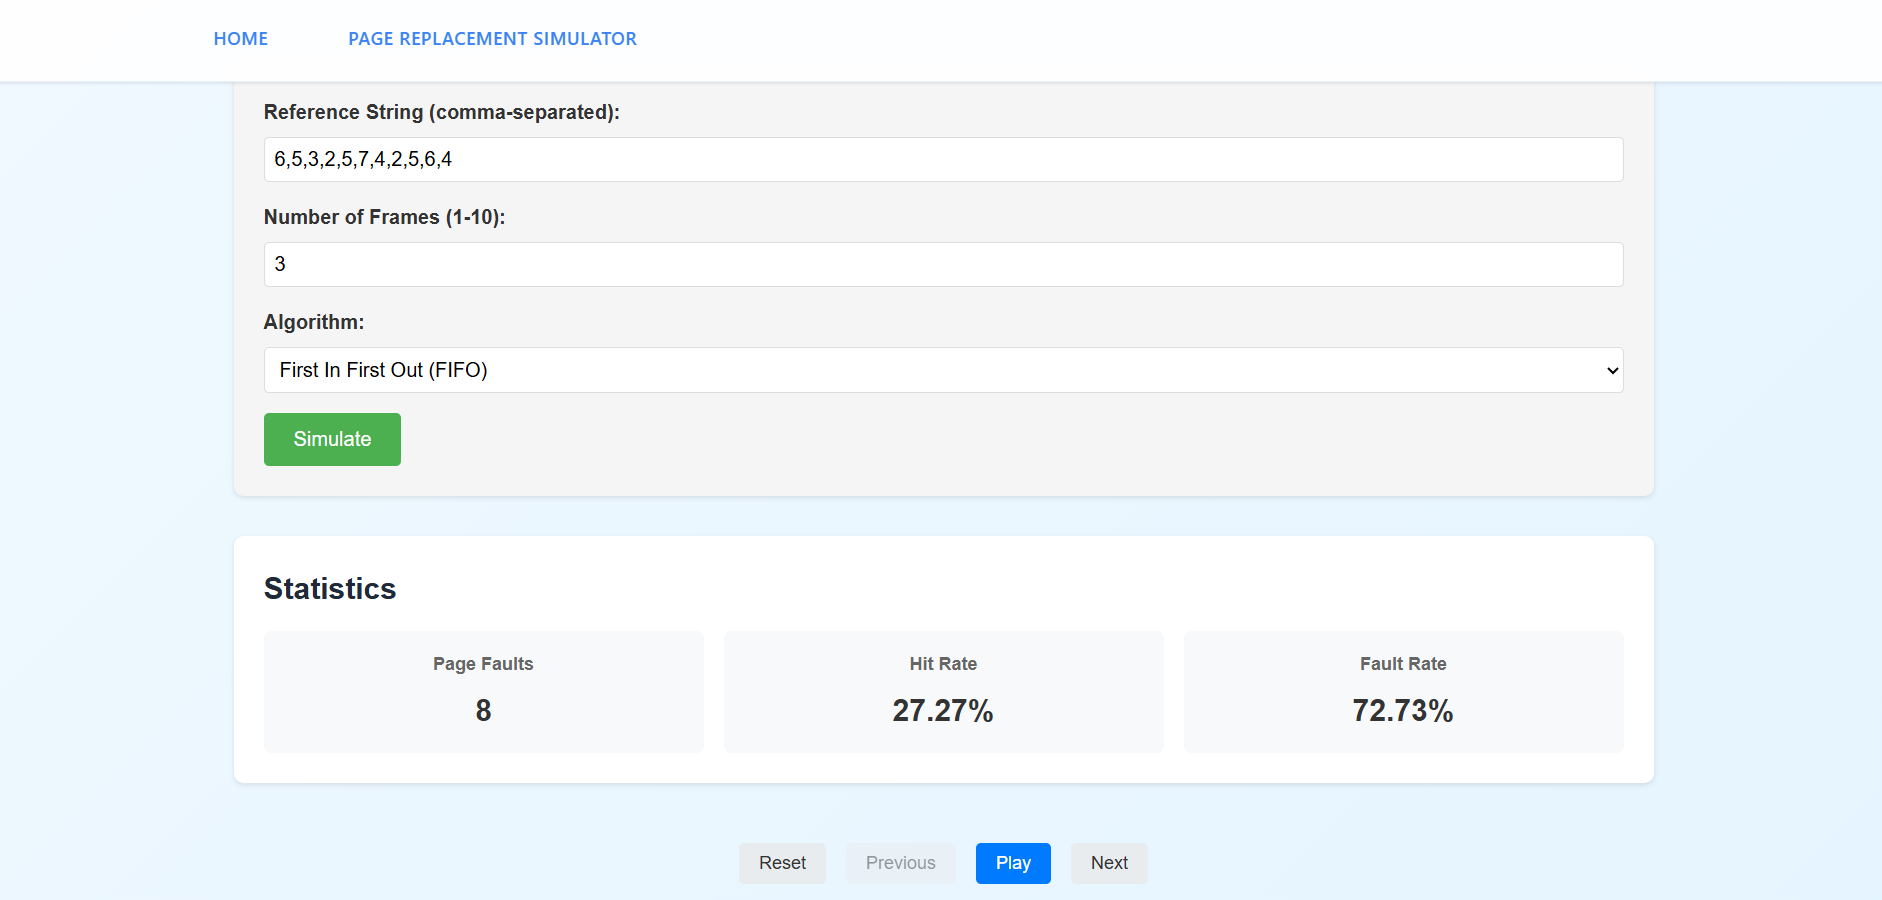 HOME PAGE REPLACEMENT SIMULATOR
Reference String (comma-separated):
6,5,3,2,5,7,4,2,5,6,4
Number of Frames (1-10):
3
Algorithm:
First In First Out (FIFO)
Simulate
Statistics
Page Faults
8
Hit Rate
27.27%
Fault Rate
72.73%
Reset Previous Play Next